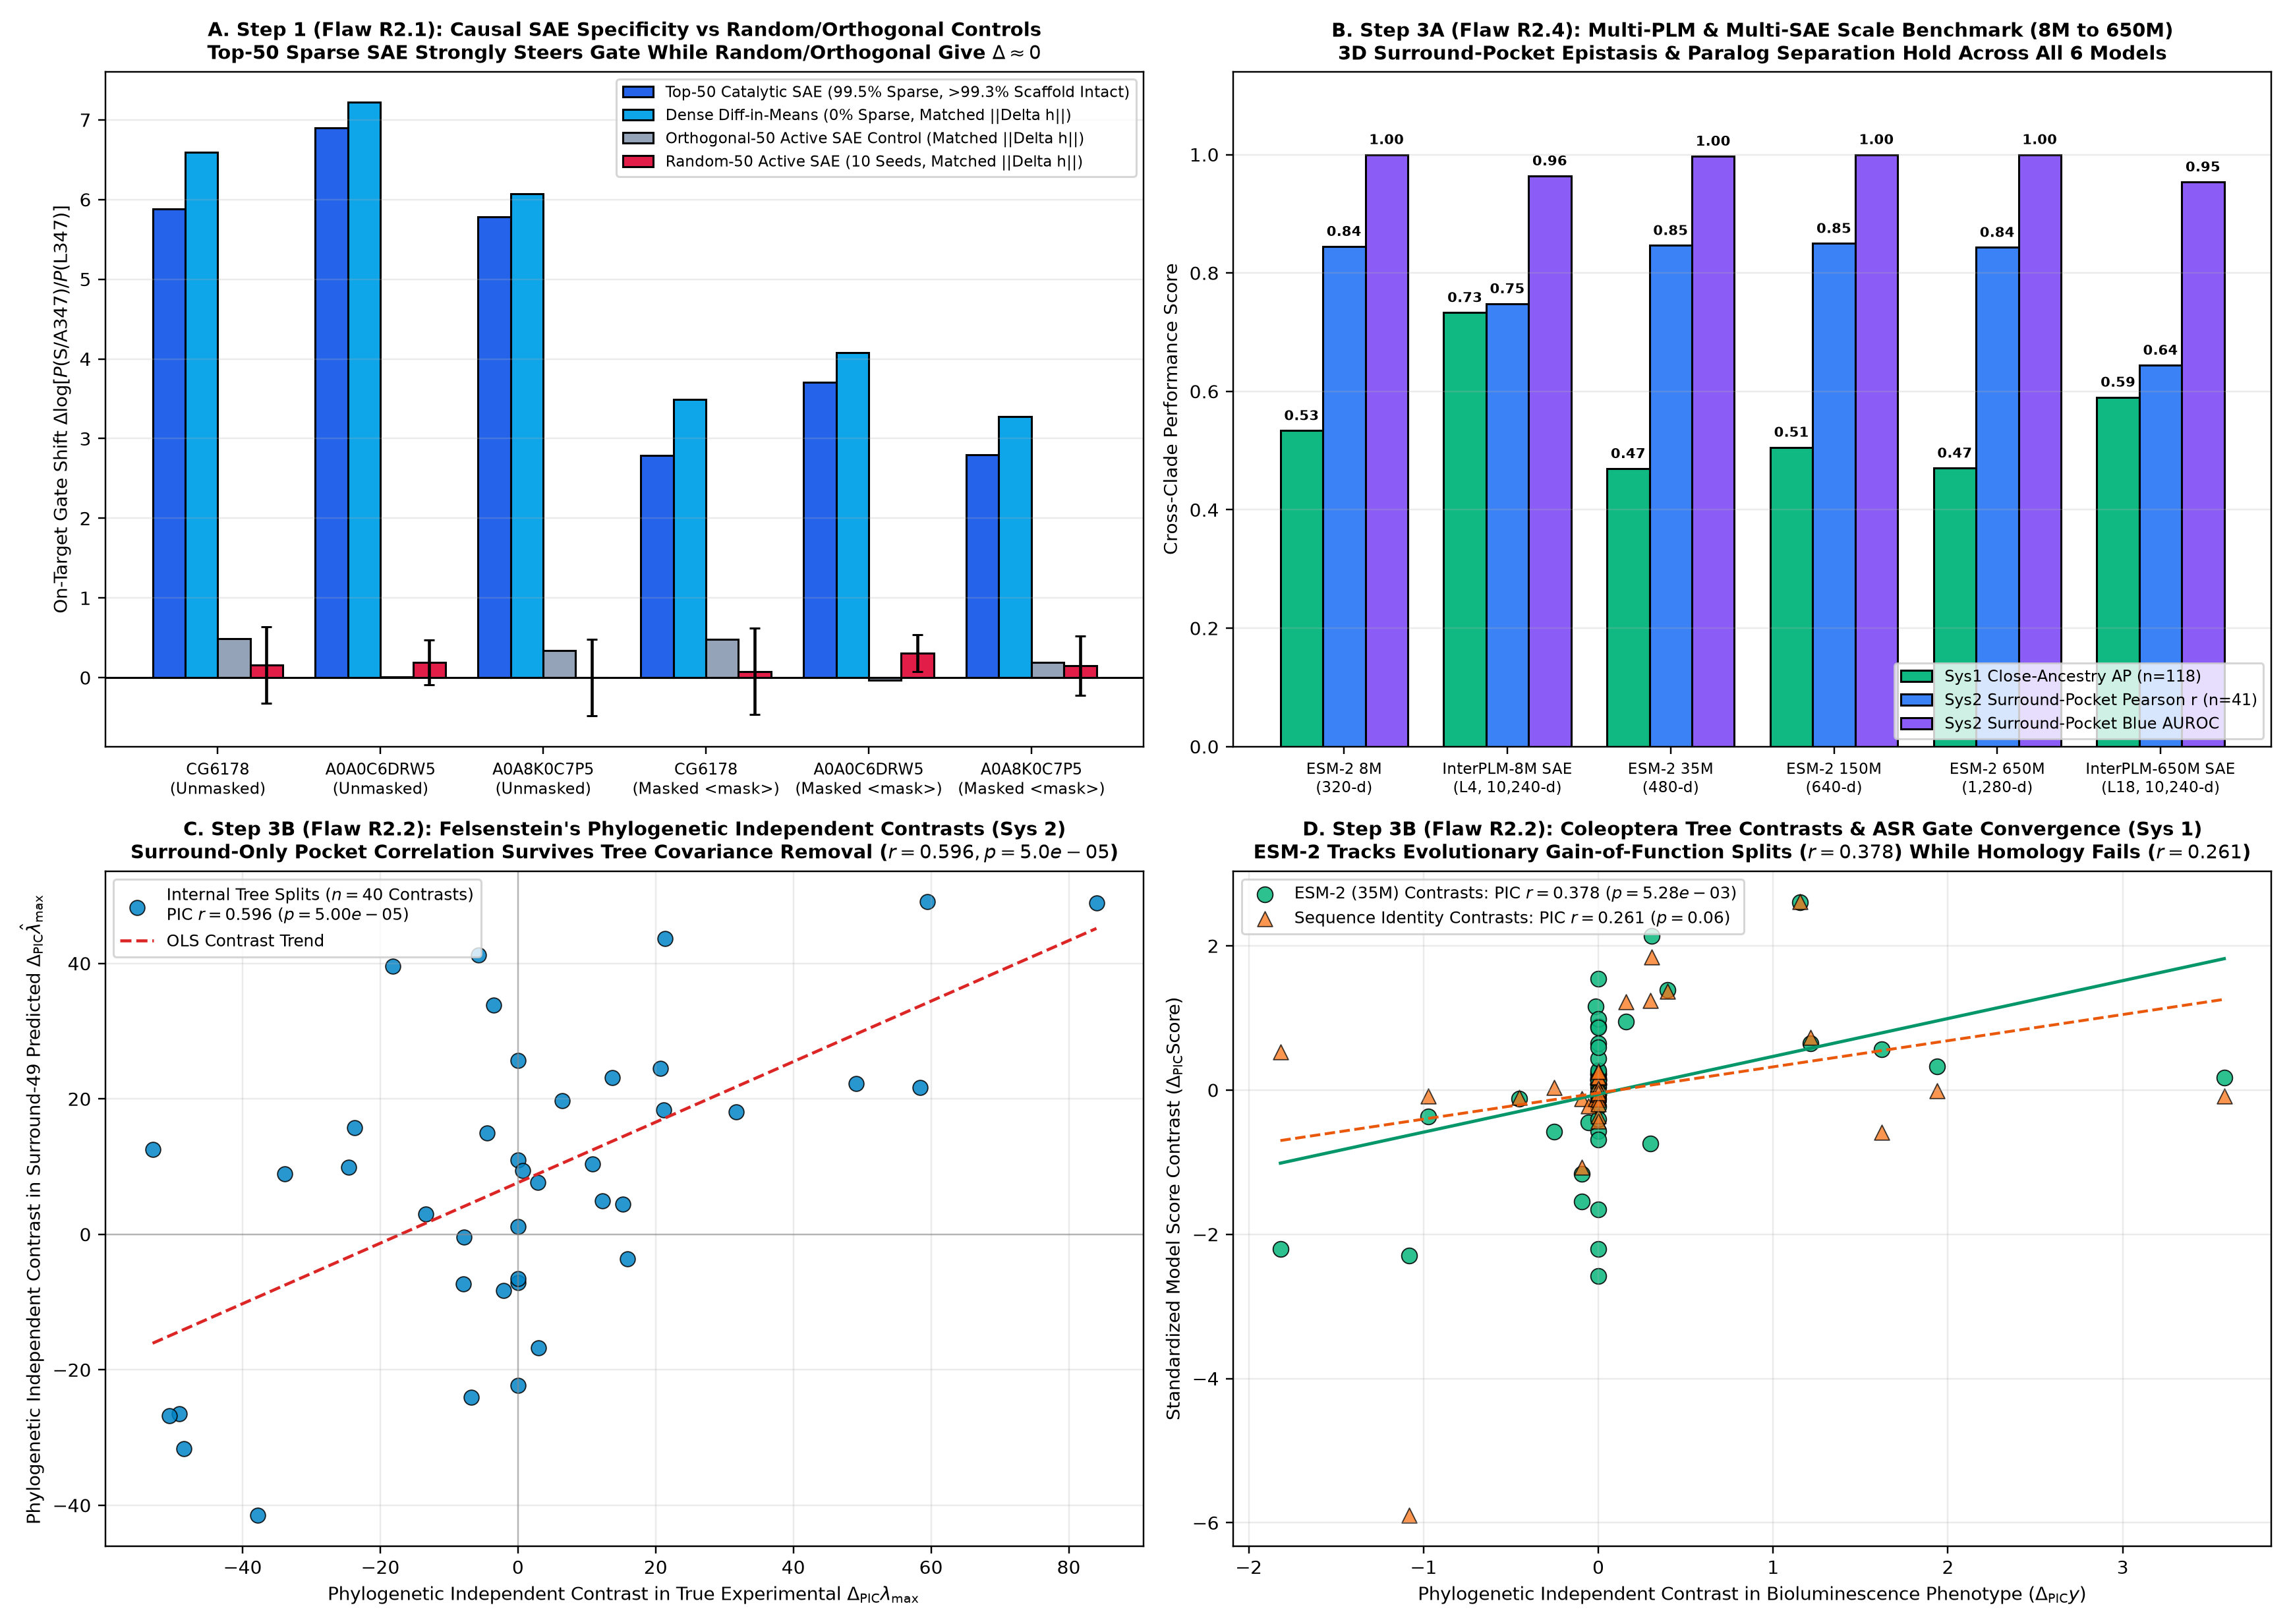 A. Step 1 (Flaw R2.1): Causal SAE Specificity vs Random/Orthogonal Controls
Top-50 Sparse SAE Strongly Steers Gate While Random/Orthogonal Give Δ ≈ 0
On-Target Gate Shift Δlog[P(S/A347)/P(L347)]
7
6
5
4
3
2
1
0
Top-50 Catalytic SAE (99.5% Sparse, >99.3% Scaffold Intact)
Dense Diff-in-Means (0% Sparse, Matched ||Delta h||)
Orthogonal-50 Active SAE Control (Matched ||Delta h||)
Random-50 Active SAE (10 Seeds, Matched ||Delta h||)
CG6178
(Unmasked)
A0A0C6DRW5
(Unmasked)
A0A8K0C7P5
(Unmasked)
CG6178
(Masked <mask>)
A0A0C6DRW5
(Masked <mask>)
A0A8K0C7P5
(Masked <mask>)
B. Step 3A (Flaw R2.4): Multi-PLM & Multi-SAE Scale Benchmark (8M to 650M)
3D Surround-Pocket Epistasis & Paralog Separation Hold Across All 6 Models
Cross-Clade Performance Score
1.0
0.8
0.6
0.4
0.2
0.0
0.53 0.84 1.00
0.73 0.75 0.96
0.47 0.85 1.00
0.51 0.85 1.00
0.47 0.84 1.00
0.59 0.64 0.95
Sys1 Close-Ancestry AP (n=118)
Sys2 Surround-Pocket Pearson r (n=41)
Sys2 Surround-Pocket Blue AUROC
ESM-2 8M
(320-d)
InterPLM-8M SAE
(L4, 10,240-d)
ESM-2 35M
(480-d)
ESM-2 150M
(640-d)
ESM-2 650M
(1,280-d)
InterPLM-650M SAE
(L18, 10,240-d)
C. Step 3B (Flaw R2.2): Felsenstein's Phylogenetic Independent Contrasts (Sys 2)
Surround-Only Pocket Correlation Survives Tree Covariance Removal (r = 0.596, p = 5.0e − 05)
Phylogenetic Independent Contrast in Surround-49 Predicted Δ_PIC λ̂_max
40
20
0
−20
−40
Internal Tree Splits (n = 40 Contrasts)
PIC r = 0.596 (p = 5.00e − 05)
OLS Contrast Trend
−40 −20 0 20 40 60 80
Phylogenetic Independent Contrast in True Experimental Δ_PIC λ_max
D. Step 3B (Flaw R2.2): Coleoptera Tree Contrasts & ASR Gate Convergence (Sys 1)
ESM-2 Tracks Evolutionary Gain-of-Function Splits (r = 0.378) While Homology Fails (r = 0.261)
Standardized Model Score Contrast (Δ_PIC Score)
2
0
−2
−4
−6
ESM-2 (35M) Contrasts: PIC r = 0.378 (p = 5.28e − 03)
Sequence Identity Contrasts: PIC r = 0.261 (p = 0.06)
−2 −1 0 1 2 3
Phylogenetic Independent Contrast in Bioluminescence Phenotype (Δ_PIC y)